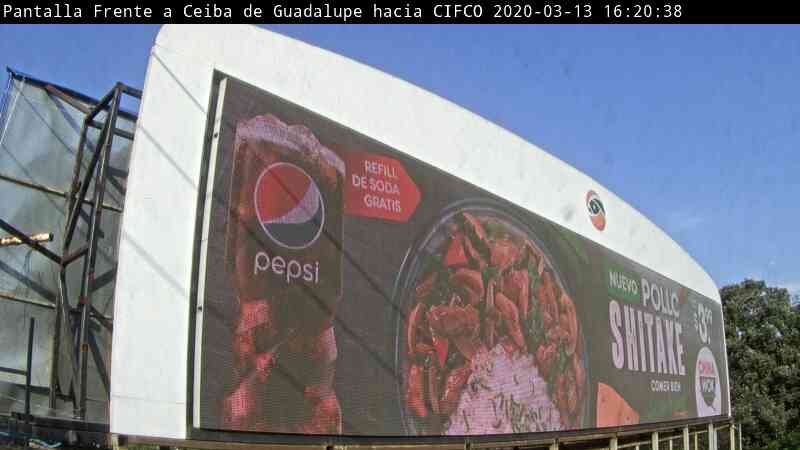 Pantalla Frente a Ceiba de Guadalupe hacia CIFCO 2020-03-13 16:20:38
REFILL
DE SODA
GRATIS
pepsi
NUEVO POLLO
SHITAKE
COMER BIEN
CHINA
WOK